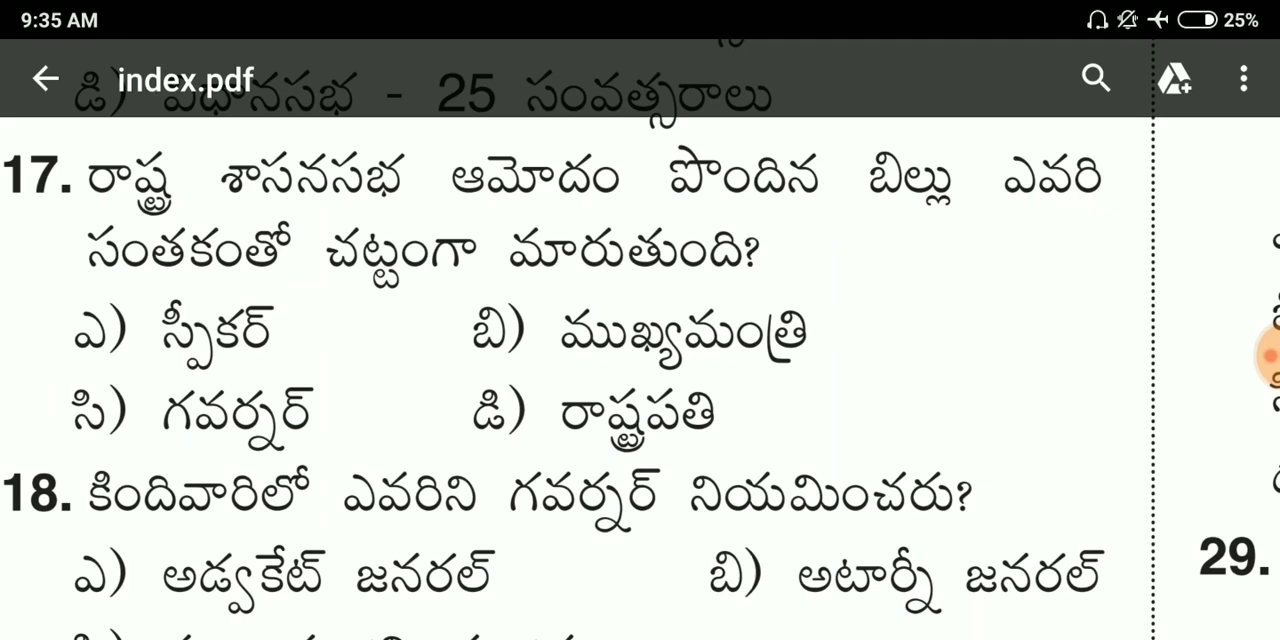 9:35 AM 25%
index.pdf
డి) విధానసభ - 25 సంవత్సరాలు
17. రాష్ట్ర శాసనసభ ఆమోదం పొందిన బిల్లు ఎవరి
సంతకంతో చట్టంగా మారుతుంది?
ఎ) స్పీకర్ బి) ముఖ్యమంత్రి
సి) గవర్నర్ డి) రాష్ట్రపతి
18. కిందివారిలో ఎవరిని గవర్నర్ నియమించరు?
ఎ) అడ్వకేట్ జనరల్ బి) అటార్నీ జనరల్
29.